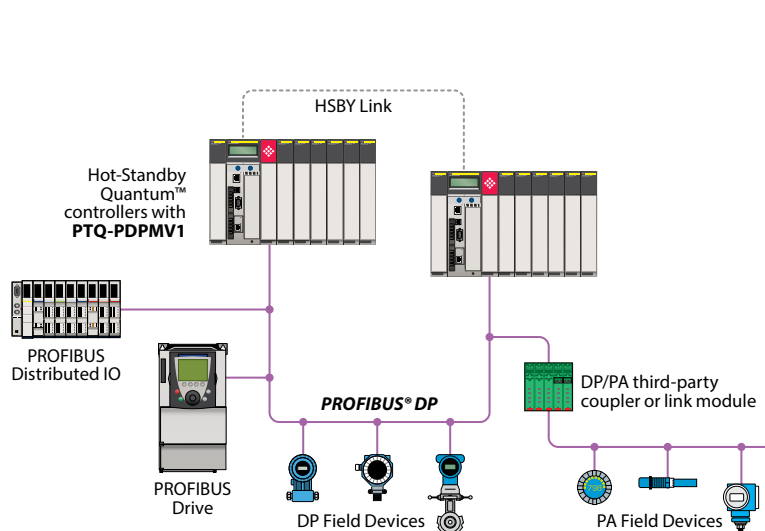 HSBY Link
Hot-Standby
Quantum™
controllers with
PTQ-PDPMV1
PROFIBUS
Distributed IO
PROFIBUS® DP
DP/PA third-party
coupler or link module
PROFIBUS
Drive
DP Field Devices
PA Field Devices